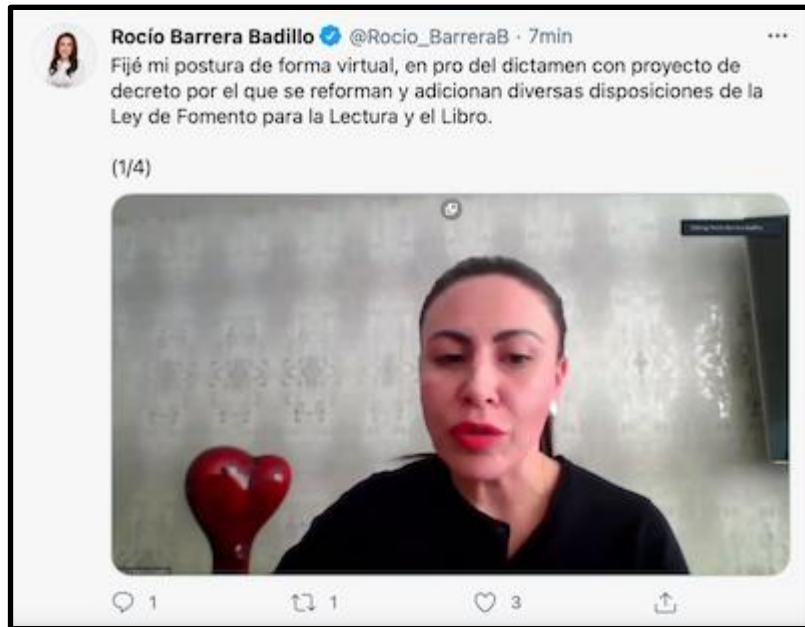 Rocío Barrera Badillo @Rocio_BarreraB · 7min
Fijé mi postura de forma virtual, en pro del dictamen con proyecto de
decreto por el que se reforman y adicionan diversas disposiciones de la
Ley de Fomento para la Lectura y el Libro.
(1/4)
1 1 3